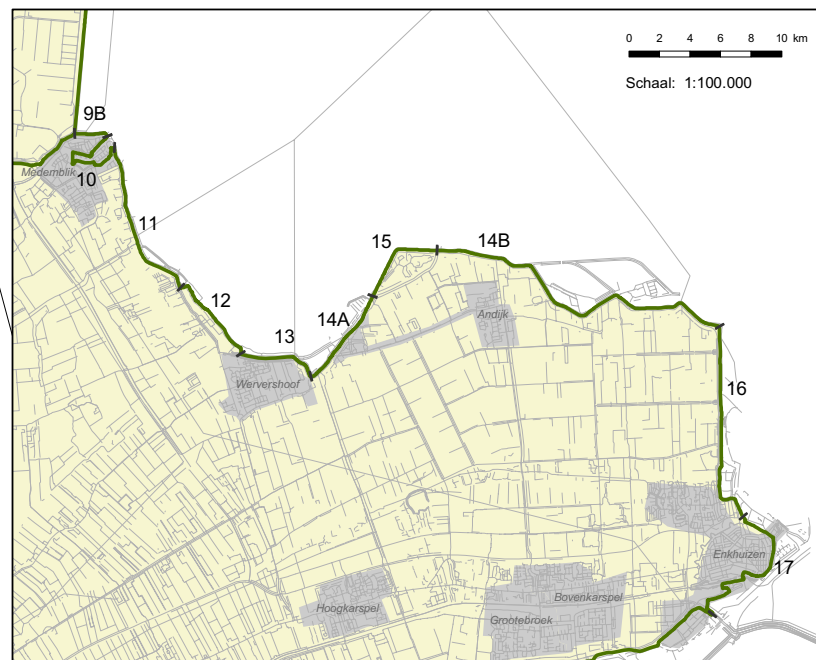 0 2 4 6 8 10 km
Schaal: 1:100.000
9B
Medemblik
10
11
12
13
14A
15
14B
Andijk
Wervershoof
16
Enkhuizen
17
Hoogkarspel
Bovenkarspel
Grootebroek